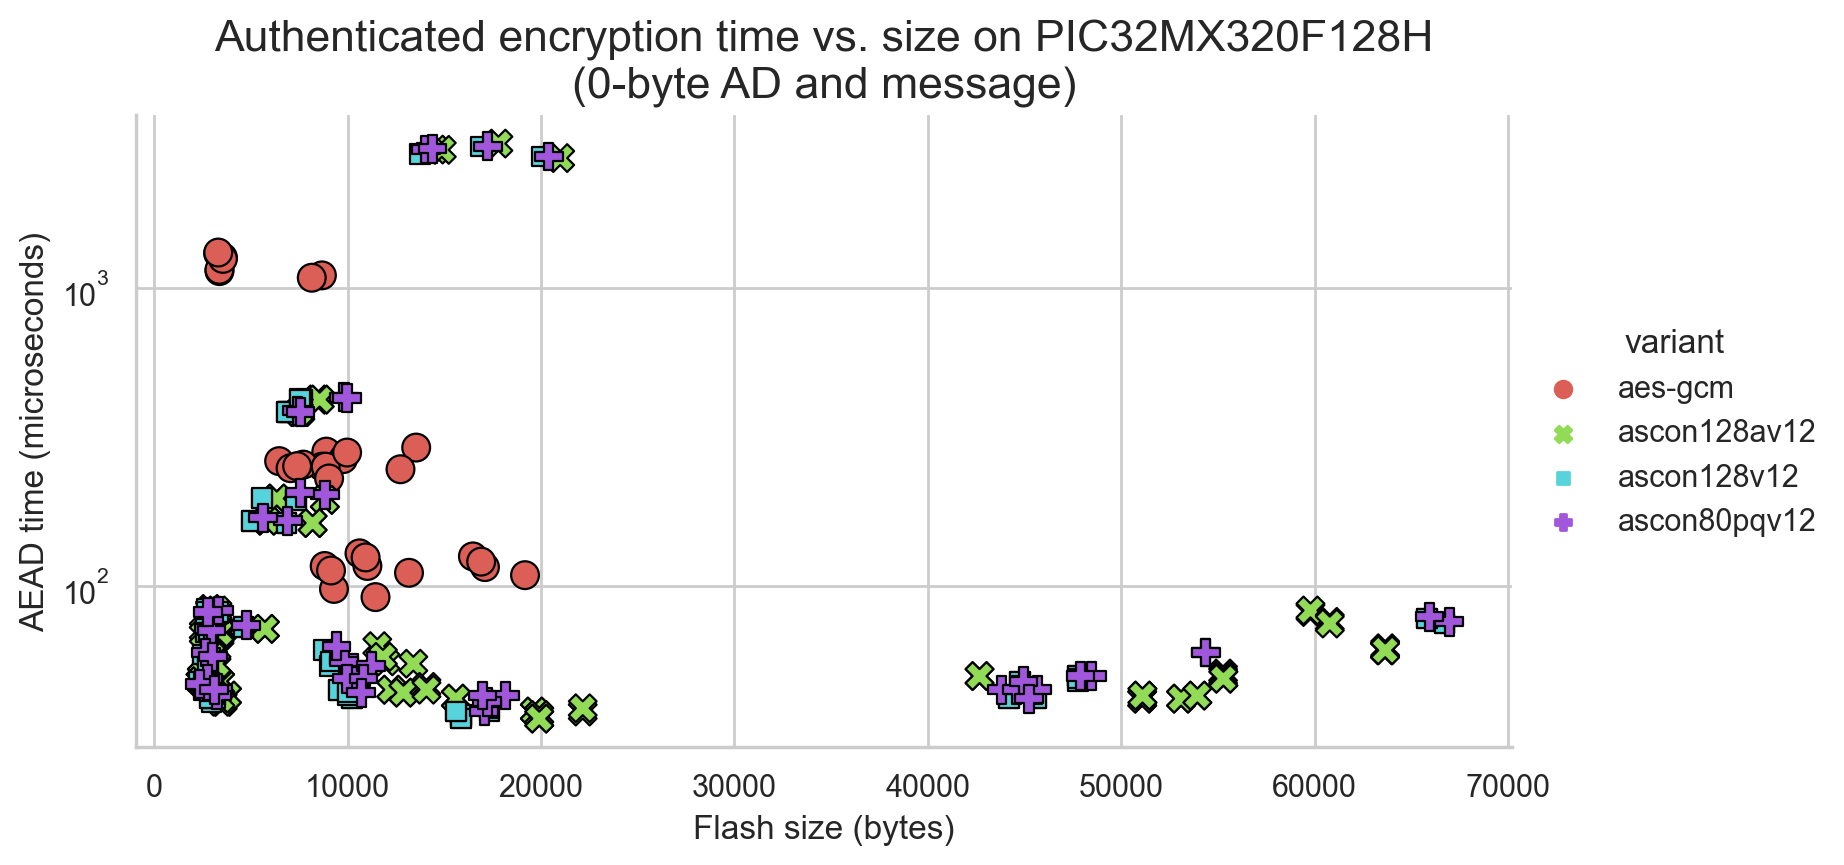 Authenticated encryption time vs. size on PIC32MX320F128H
(0-byte AD and message)
AEAD time (microseconds)
10³
10²
0 10000 20000 30000 40000 50000 60000 70000
Flash size (bytes)
variant
aes-gcm
ascon128av12
ascon128v12
ascon80pqv12